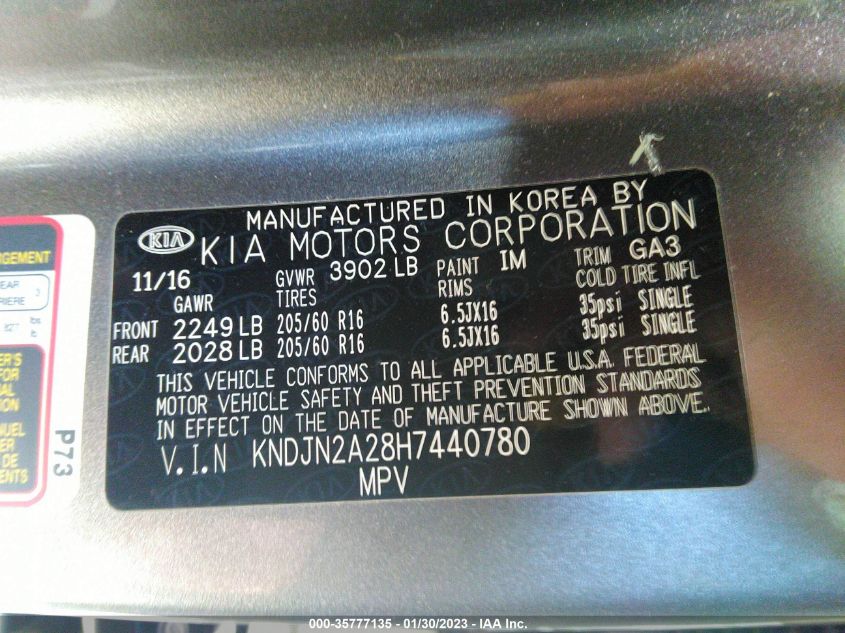 MANUFACTURED IN KOREA BY
KIA
KIA MOTORS CORPORATION
11/16 GVWR 3902 LB PAINT IM TRIM GA3
GAWR TIRES RIMS COLD TIRE INFL
FRONT 2249 LB 205/60 R16 6.5JX16 35psi SINGLE
REAR 2028 LB 205/60 R16 6.5JX16 35psi SINGLE
THIS VEHICLE CONFORMS TO ALL APPLICABLE U.S.A. FEDERAL
MOTOR VEHICLE SAFETY AND THEFT PREVENTION STANDARDS
IN EFFECT ON THE DATE OF MANUFACTURE SHOWN ABOVE.
V.I.N KNDJN2A28H7440780
MPV
P73
000-35777135 - 01/30/2023 - IAA Inc.